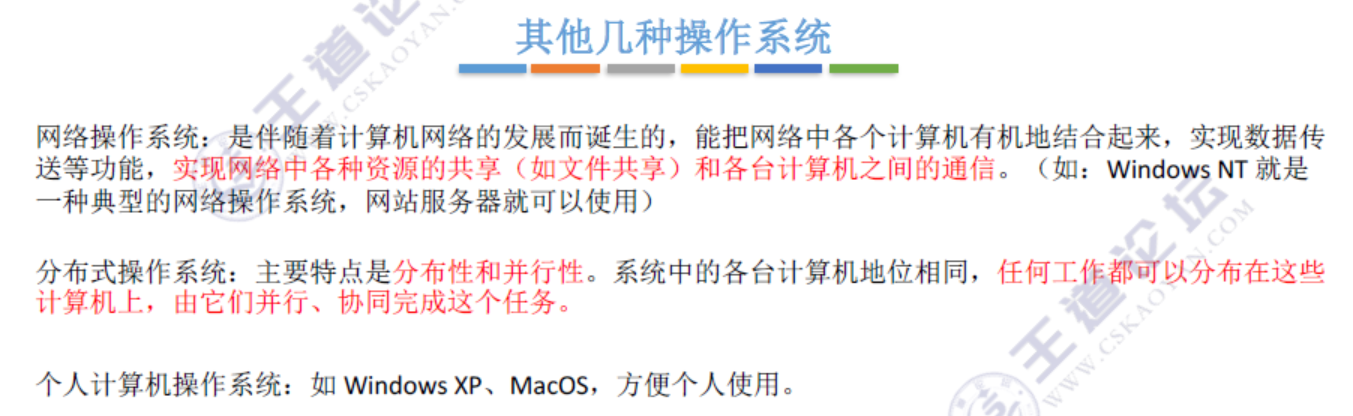 其他几种操作系统
网络操作系统：是伴随着计算机网络的发展而诞生的，能把网络中各个计算机有机地结合起来，实现数据传
送等功能，实现网络中各种资源的共享（如文件共享）和各台计算机之间的通信。（如：Windows NT 就是
一种典型的网络操作系统，网站服务器就可以使用）
分布式操作系统：主要特点是分布性和并行性。系统中的各台计算机地位相同，任何工作都可以分布在这些
计算机上，由它们并行、协同完成这个任务。
个人计算机操作系统：如 Windows XP、MacOS，方便个人使用。
王道论
WWW.CSKAOYAN.
王道论坛
WWW.CSKAOYAN.COM